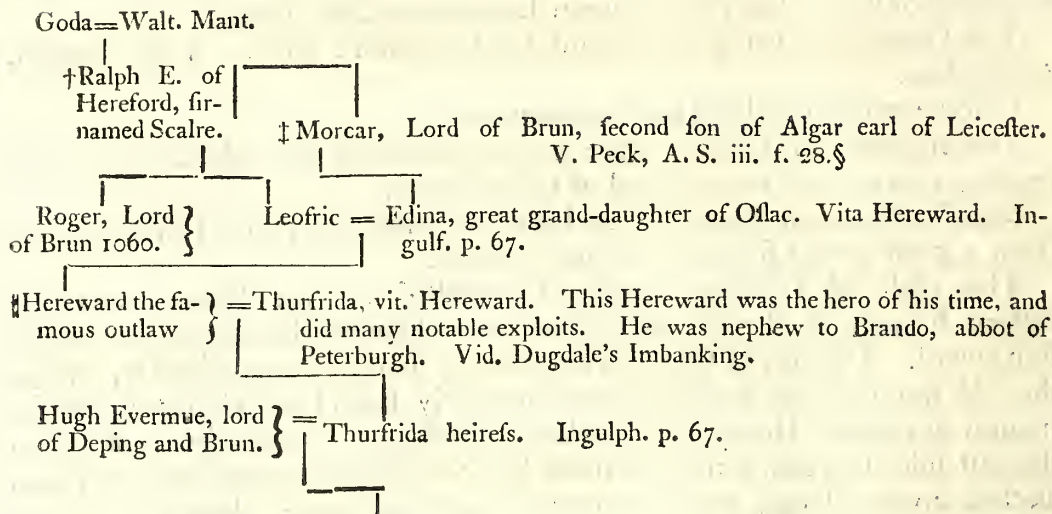 Goda=Walt. Mant.
†Ralph E. of
Hereford, ſir-
named Scalre.
‡ Morcar, Lord of Brun, ſecond ſon of Algar earl of Leiceſter.
V. Peck, A. S. iii. f. 28.§
Roger, Lord
of Brun 1060.
Leofric = Edina, great grand-daughter of Oſlac. Vita Hereward. In-
gulf. p. 67.
Hereward the fa-
mous outlaw
=Thurfrida, vit. Hereward. This Hereward was the hero of his time, and
did many notable exploits. He was nephew to Brando, abbot of
Peterburgh. Vid. Dugdale's Imbanking.
Hugh Evermue, lord
of Deping and Brun.
= Thurfrida heireſs. Ingulph. p. 67.